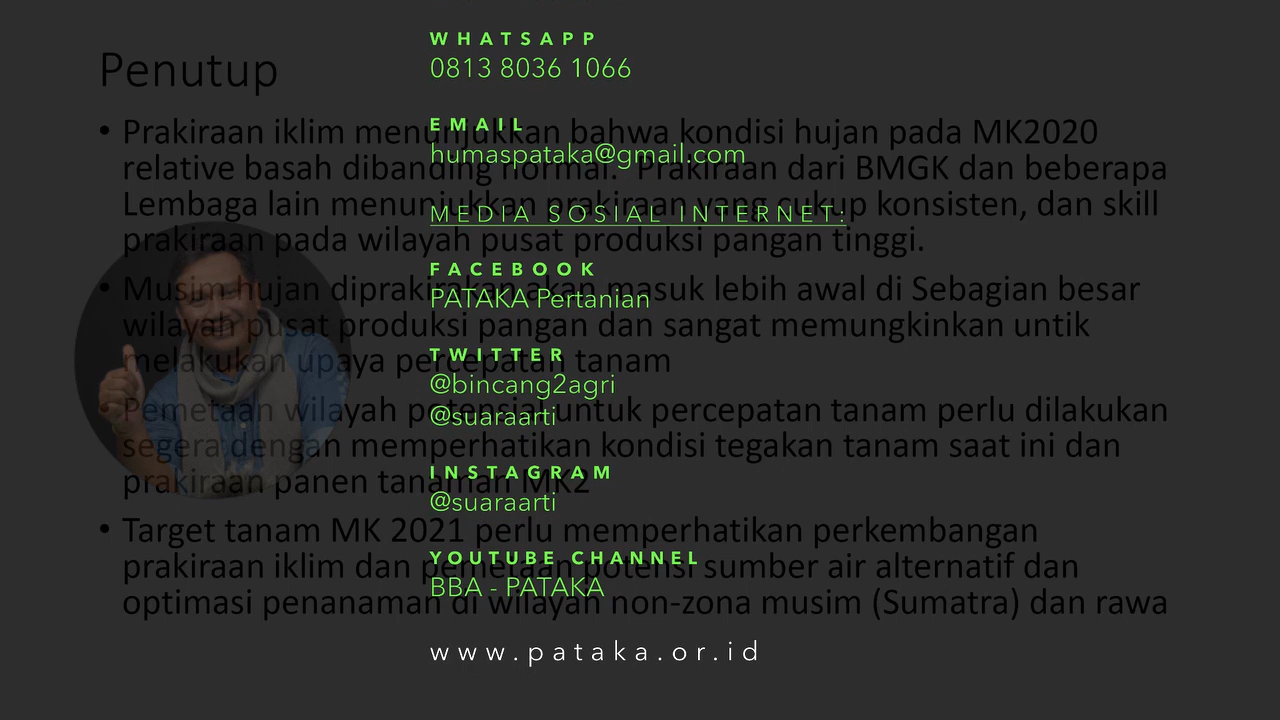 Penutup
• Prakiraan iklim menunjukkan bahwa kondisi hujan pada MK2020
relative basah dibanding normal. Prakiraan dari BMGK dan beberapa
Lembaga lain menunjukkan prakiraan yang cukup konsisten, dan skill
prakiraan pada wilayah pusat produksi pangan tinggi.
• Musim hujan diprakirakan akan masuk lebih awal di Sebagian besar
wilayah pusat produksi pangan dan sangat memungkinkan untik
melakukan upaya percepatan tanam
• Pemetaan wilayah potensial untuk percepatan tanam perlu dilakukan
segera dengan memperhatikan kondisi tegakan tanam saat ini dan
prakiraan panen tanaman MK2
• Target tanam MK 2021 perlu memperhatikan perkembangan
prakiraan iklim dan pemetaan potensi sumber air alternatif dan
optimasi penanaman di wilayah non-zona musim (Sumatra) dan rawa
WHATSAPP
0813 8036 1066
EMAIL
humaspataka@gmail.com
MEDIA SOSIAL INTERNET:
FACEBOOK
PATAKA Pertanian
TWITTER
@bincang2agri
@suaraarti
INSTAGRAM
@suaraarti
YOUTUBE CHANNEL
BBA - PATAKA
www.pataka.or.id